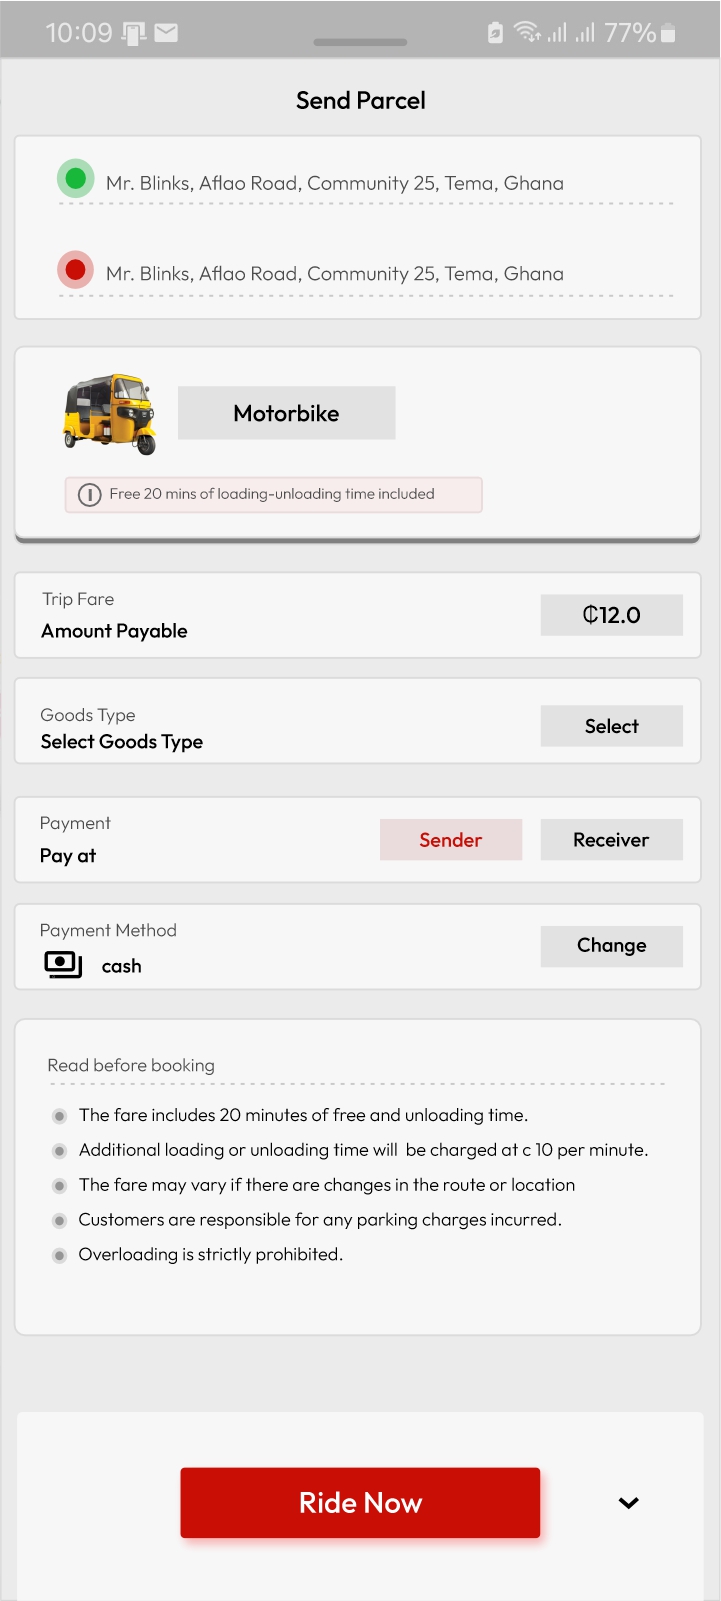 10:09
77%
Send Parcel
Mr. Blinks, Aflao Road, Community 25, Tema, Ghana
Mr. Blinks, Aflao Road, Community 25, Tema, Ghana
Motorbike
Free 20 mins of loading-unloading time included
Trip Fare
Amount Payable
₵12.0
Goods Type
Select Goods Type
Select
Payment
Pay at
Sender
Receiver
Payment Method
cash
Change
Read before booking
The fare includes 20 minutes of free and unloading time.
Additional loading or unloading time will  be charged at c 10 per minute.
The fare may vary if there are changes in the route or location
Customers are responsible for any parking charges incurred.
Overloading is strictly prohibited.
Ride Now